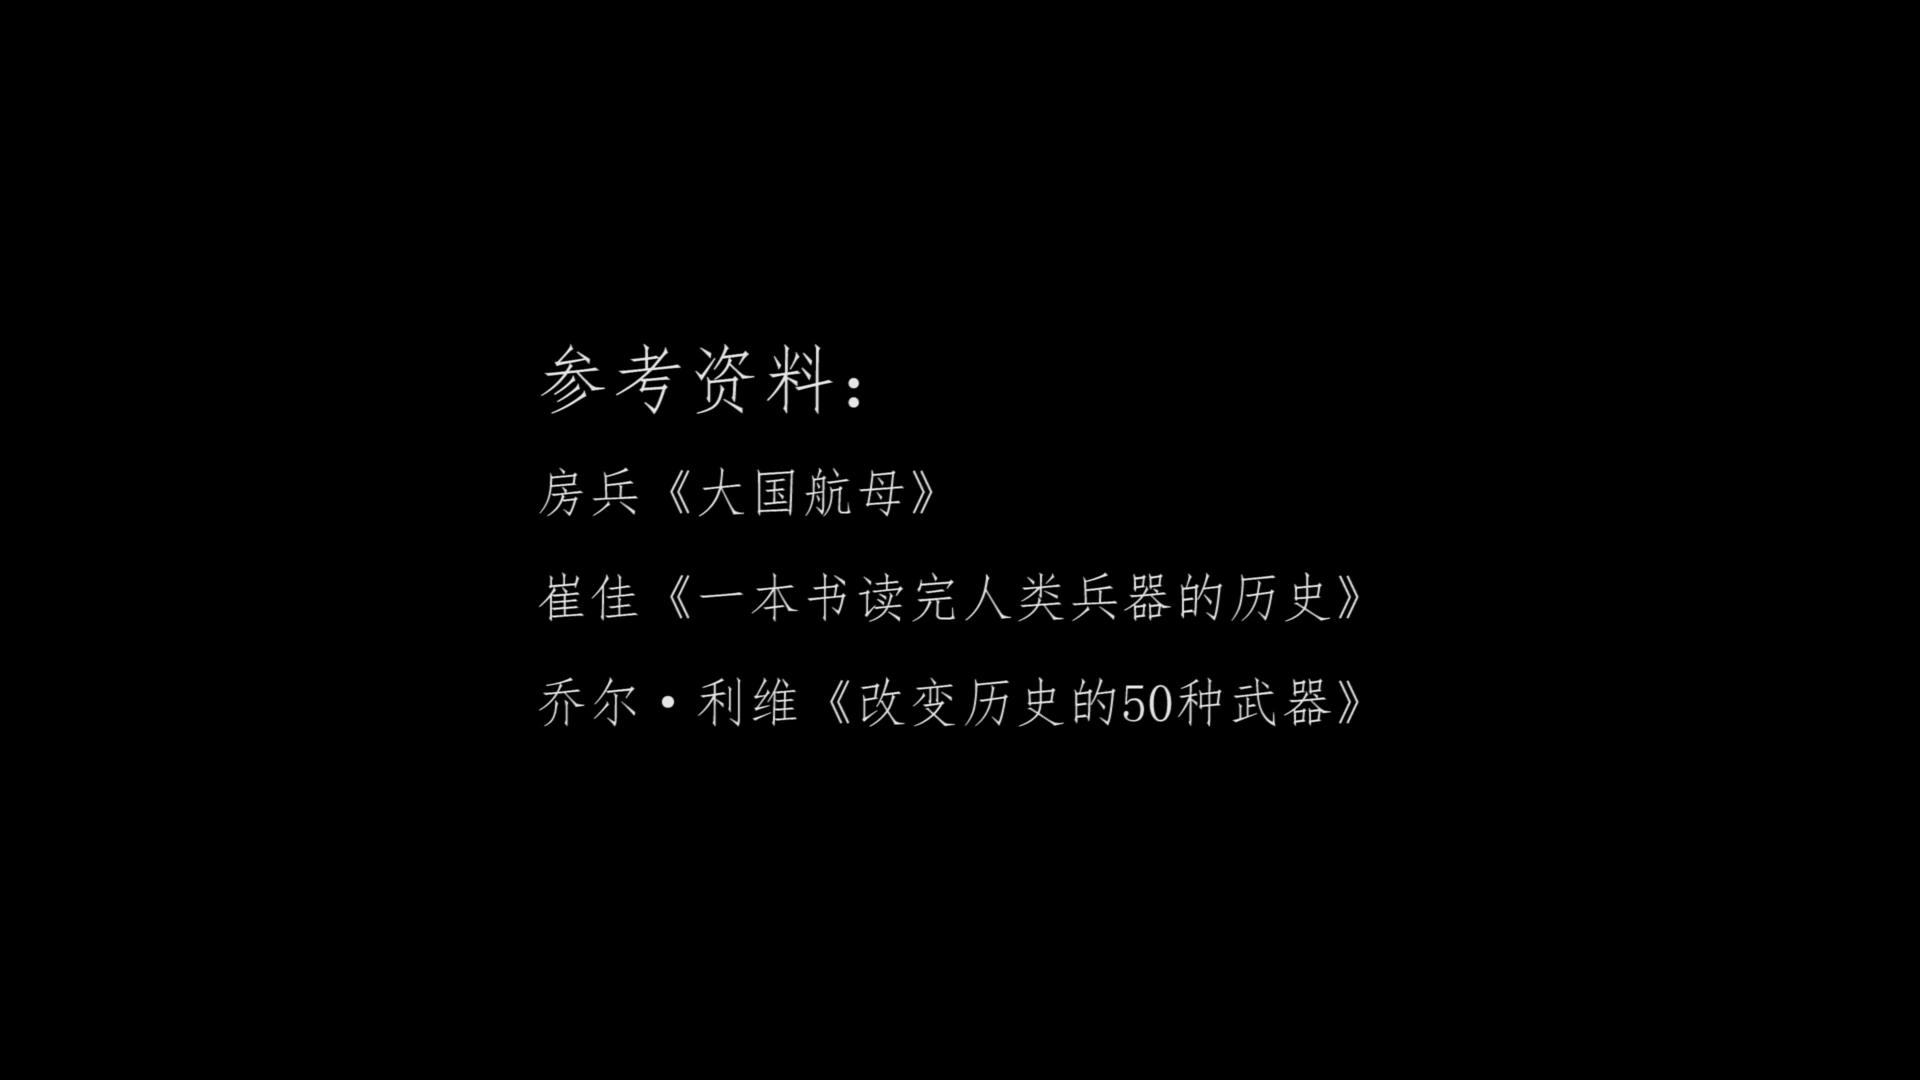 参考资料：
房兵《大国航母》
崔佳《一本书读完人类兵器的历史》
乔尔·利维《改变历史的50种武器》